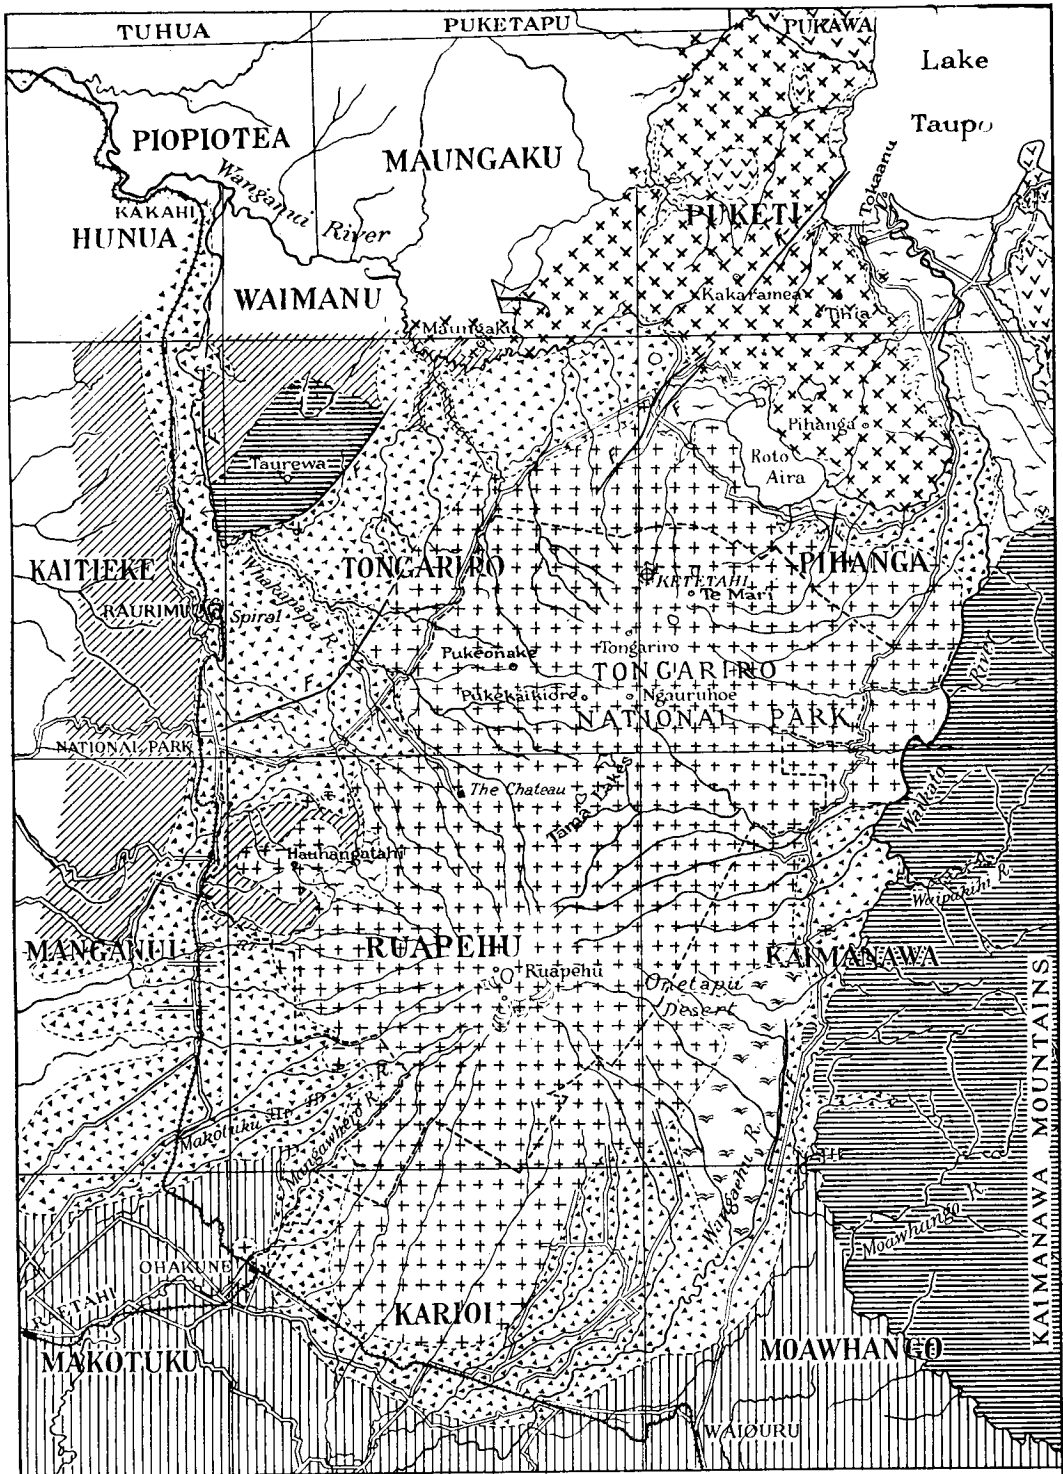 TUHUA
PUKETAPU
PUKAWA
Lake
Taupo
PIOPIOTEA
MAUNGAKU
Wanganui River
KAKAHI
HUNUA
PUKETI
Tokaanu
WAIMANU
Kakaramea
Tihia
Maungaku
Pihanga
Roto
Aira
Taurewa
F
KAITIEKE
TONGARIRO
PIHANGA
KETETAHI
Te Mari
RAURIMU
Spiral
Whakapapa R.
Tongariro
Pukeonake
TONGARIRO
Pukekaikiore
Ngauruhoe
F
NATIONAL PARK
River
NATIONAL PARK
The Chateau
Tama Lakes
Waikato
Hauhangatahi
Waipakihi R.
MANGANUI
RUAPEHU
KAIMANAWA
Ruapehu
Onetapu
Desert
KAIMANAWA MOUNTAINS
Makotuku
Mangawhero R.
Wangaehu R.
Moawhango R.
OHAKUNE
RAETAHI
KARIOI
MAKOTUKU
MOAWHANGO
WAIOURU